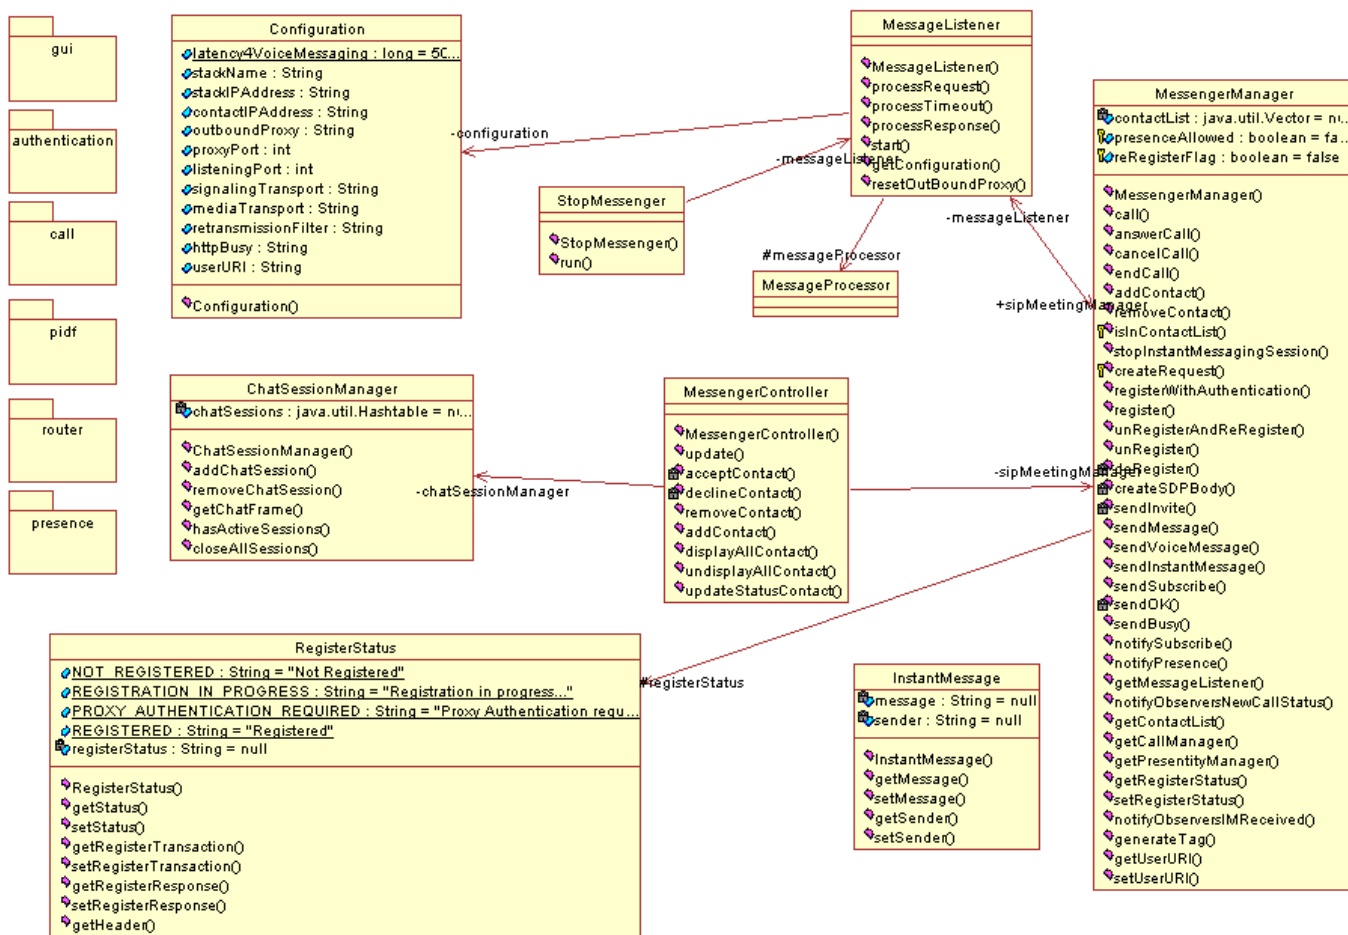 gui
authentication
call
pidf
router
presence
Configuration
latency4VoiceMessaging : long = 50...
stackName : String
stackIPAddress : String
contactIPAddress : String
outboundProxy : String
proxyPort : int
listeningPort : int
signalingTransport : String
mediaTransport : String
retransmissionFilter : String
httpBusy : String
userURI : String
Configuration()
-configuration
MessageListener
MessageListener()
processRequest()
processTimeout()
processResponse()
start()
getConfiguration()
resetOutBoundProxy()
-messageListener
StopMessenger
StopMessenger()
run()
#messageProcessor
MessageProcessor
-messageListener
+sipMeetingManager
MessengerManager
contactList : java.util.Vector = nu..
presenceAllowed : boolean = fa..
reRegisterFlag : boolean = false
MessengerManager()
call()
answerCall()
cancelCall()
endCall()
addContact()
removeContact()
isInContactList()
stopInstantMessagingSession()
createRequest()
registerWithAuthentication()
register()
unRegisterAndReRegister()
unRegister()
deRegister()
createSDPBody()
sendInvite()
sendMessage()
sendVoiceMessage()
sendInstantMessage()
sendSubscribe()
sendOK()
sendBusy()
notifySubscribe()
notifyPresence()
getMessageListener()
notifyObserversNewCallStatus()
getContactList()
getCallManager()
getPresentityManager()
getRegisterStatus()
setRegisterStatus()
notifyObserversIMReceived()
generateTag()
getUserURI()
setUserURI()
ChatSessionManager
chatSessions : java.util.Hashtable = nu...
ChatSessionManager()
addChatSession()
removeChatSession()
getChatFrame()
hasActiveSessions()
closeAllSessions()
-chatSessionManager
MessengerController
MessengerController()
update()
acceptContact()
declineContact()
removeContact()
addContact()
displayAllContact()
undisplayAllContact()
updateStatusContact()
-sipMeetingManager
RegisterStatus
NOT_REGISTERED : String = "Not Registered"
REGISTRATION_IN_PROGRESS : String = "Registration in progress..."
PROXY_AUTHENTICATION_REQUIRED : String = "Proxy Authentication requ...
REGISTERED : String = "Registered"
registerStatus : String = null
RegisterStatus()
getStatus()
setStatus()
getRegisterTransaction()
setRegisterTransaction()
getRegisterResponse()
setRegisterResponse()
getHeader()
#registerStatus
InstantMessage
message : String = null
sender : String = null
InstantMessage()
getMessage()
setMessage()
getSender()
setSender()